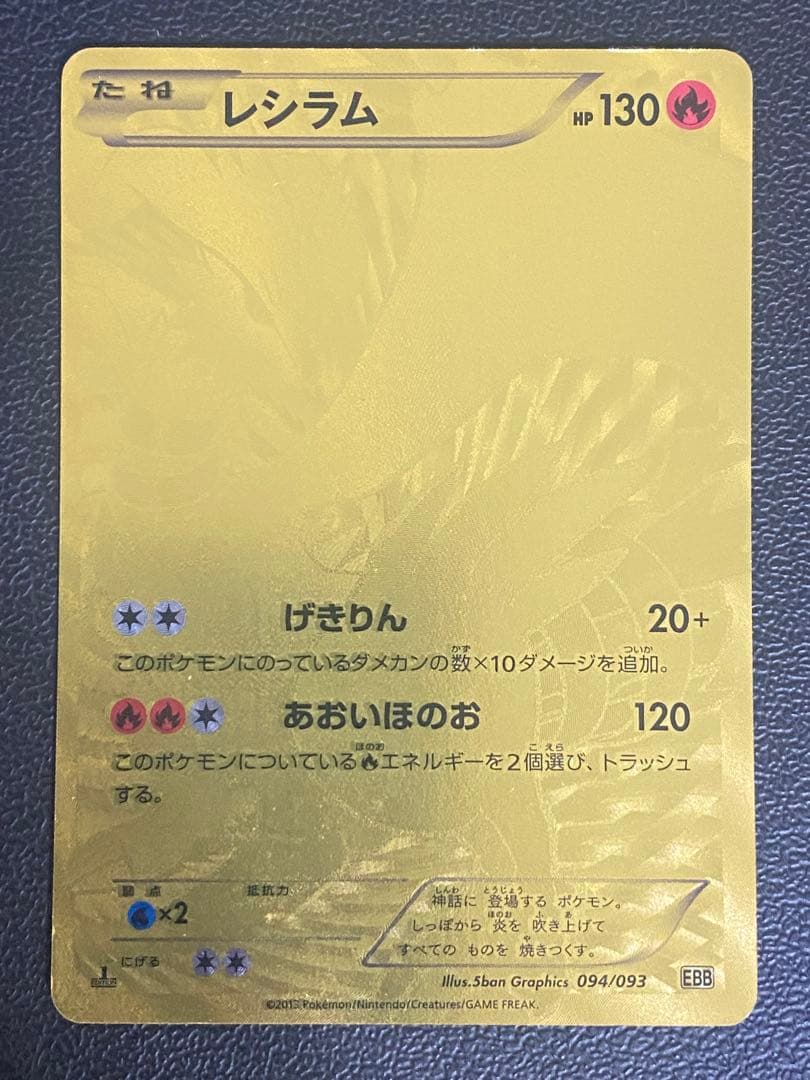 たね レシラム HP 130
げきりん 20+
このポケモンにのっているダメカンの数×10ダメージを追加。
あおいほのお 120
このポケモンについているエネルギーを2個選び、トラッシュ
する。
弱点 抵抗力
×2
にげる
神話に 登場する ポケモン。
しっぽから 炎を 吹き上げて
すべての ものを 焼きつくす。
1 EDITION
Illus.5ban Graphics 094/093 EBB
©2013 Pokémon/Nintendo/Creatures/GAME FREAK.